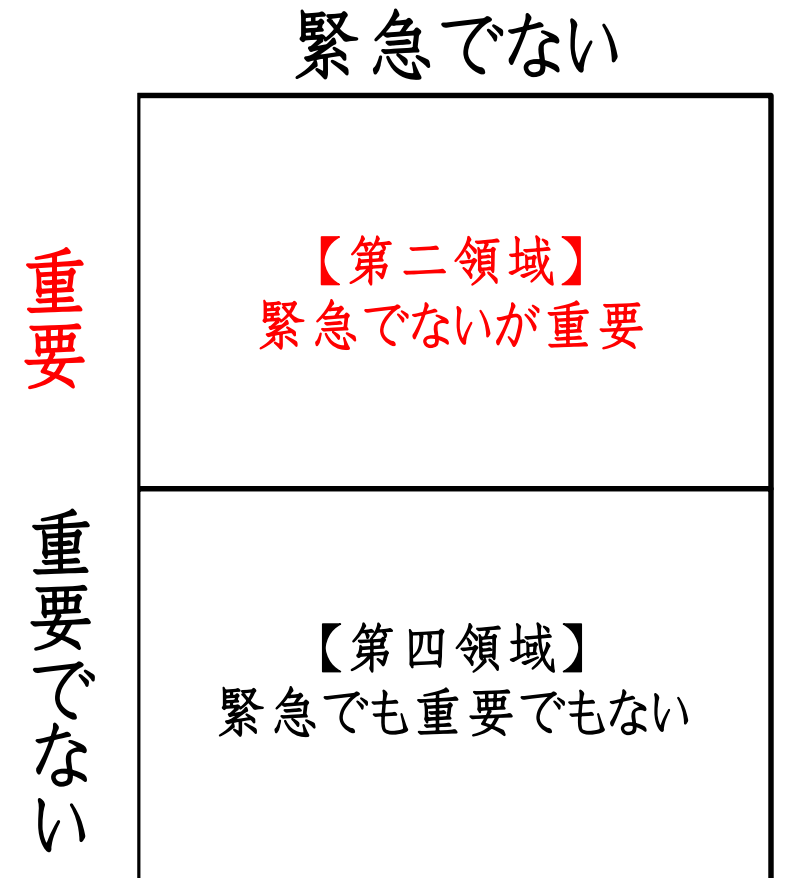 緊急でない
重要
【第二領域】
緊急でないが重要
重要でない
【第四領域】
緊急でも重要でもない